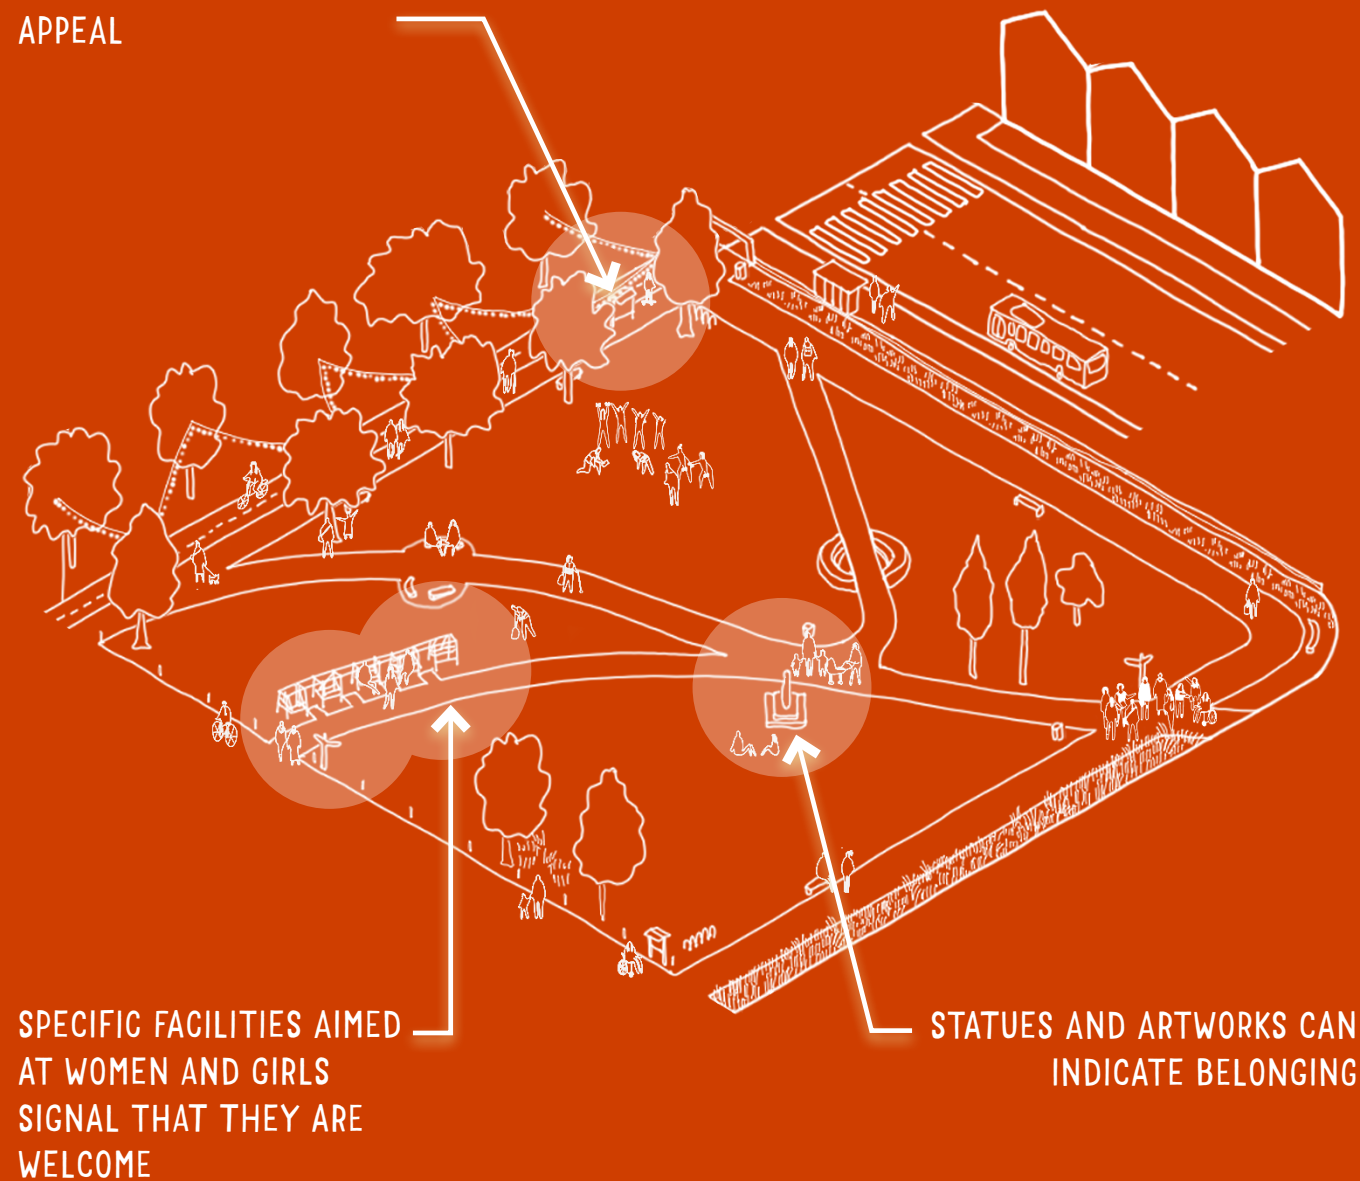 APPEAL
SPECIFIC FACILITIES AIMED
AT WOMEN AND GIRLS
SIGNAL THAT THEY ARE
WELCOME
STATUES AND ARTWORKS CAN
INDICATE BELONGING